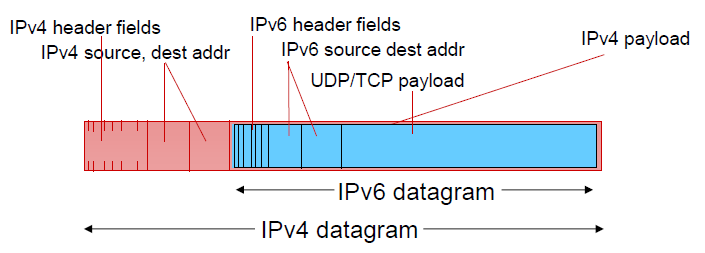 IPv4 header fields
IPv6 header fields
IPv4 payload
IPv4 source, dest addr
IPv6 source dest addr
UDP/TCP payload
IPv6 datagram
IPv4 datagram